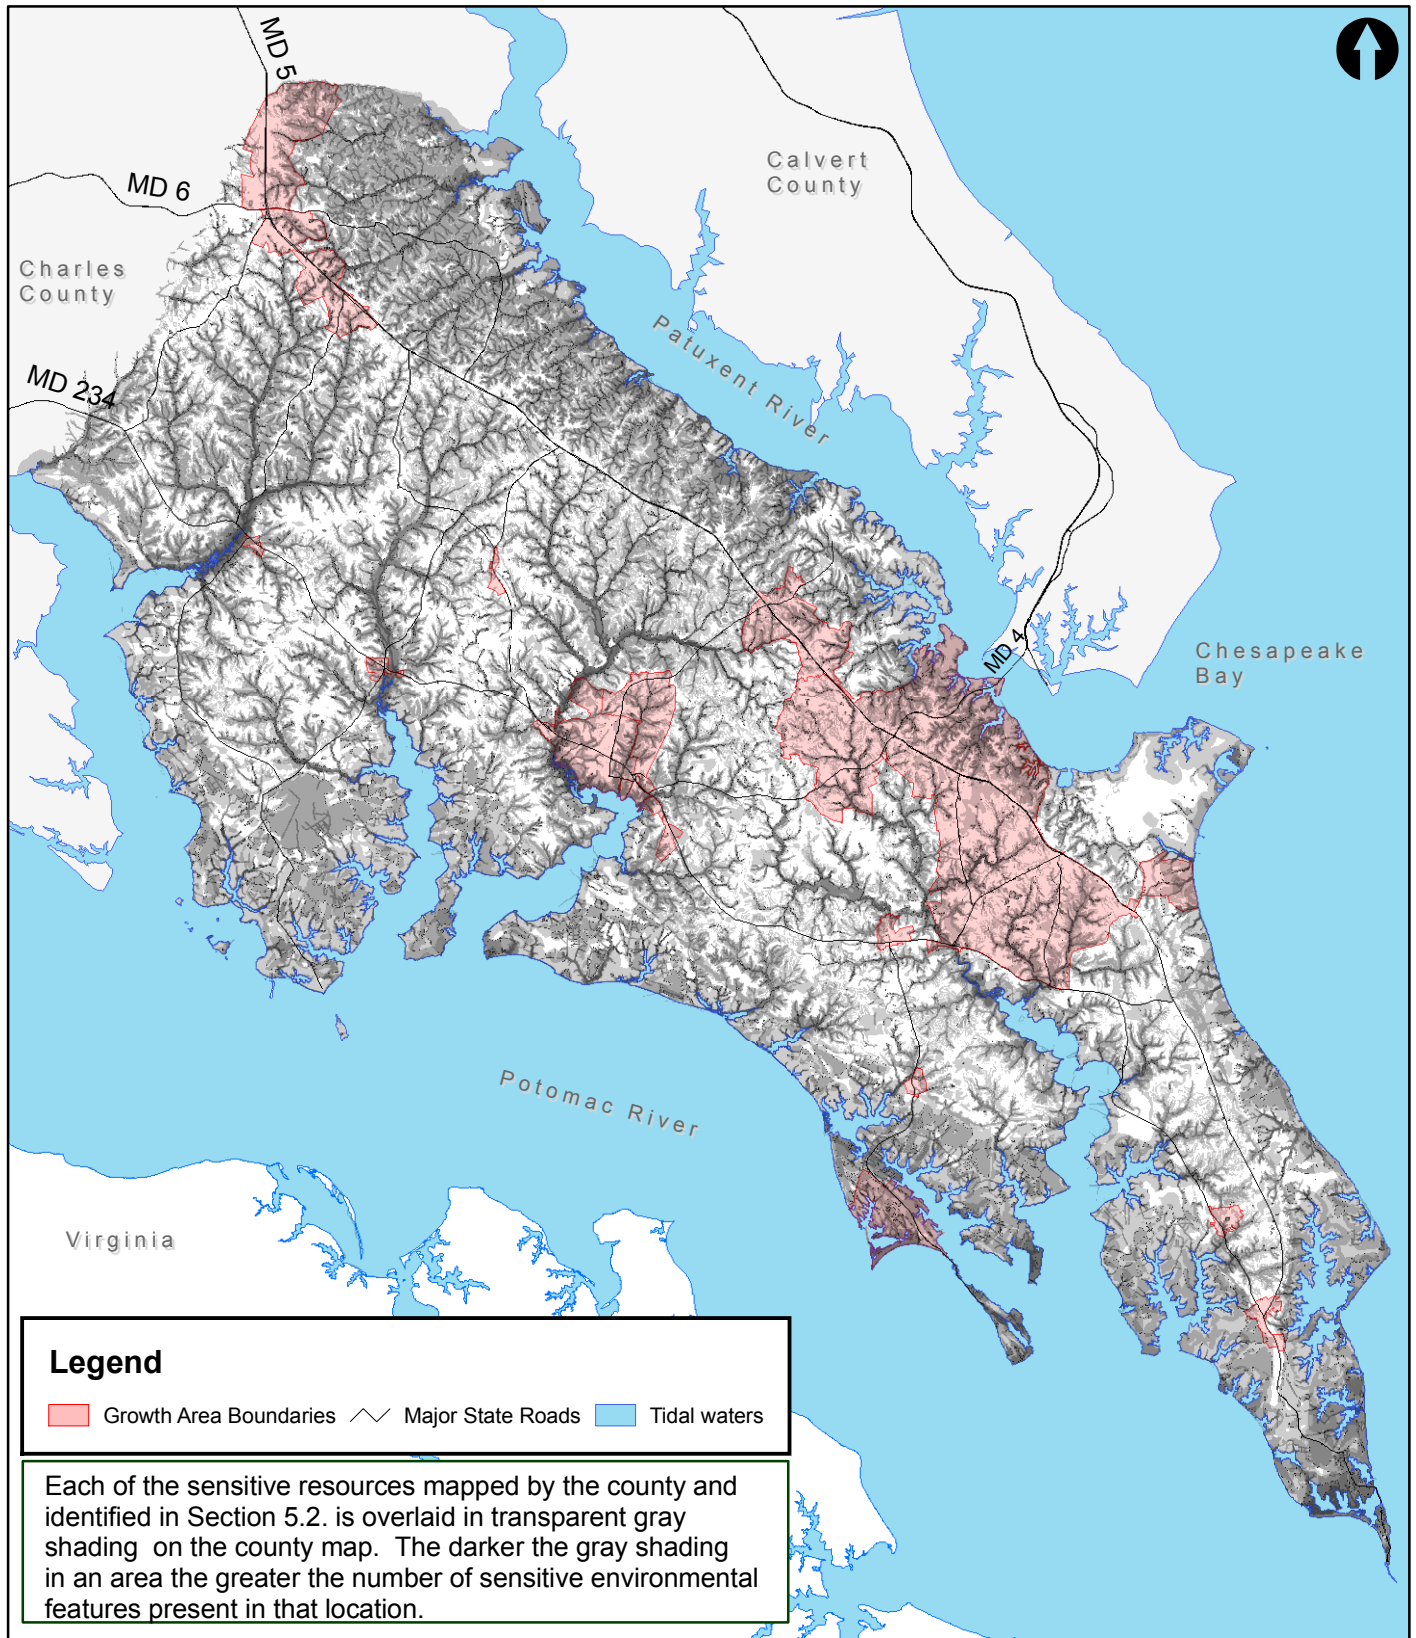 MD 5
MD 6
Calvert
County
Charles
County
Patuxent River
MD 234
MD 4
Chesapeake
Bay
Potomac River
Virginia
Legend
Growth Area Boundaries
Major State Roads
Tidal waters
Each of the sensitive resources mapped by the county and
identified in Section 5.2. is overlaid in transparent gray
shading on the county map. The darker the gray shading
in an area the greater the number of sensitive environmental
features present in that location.